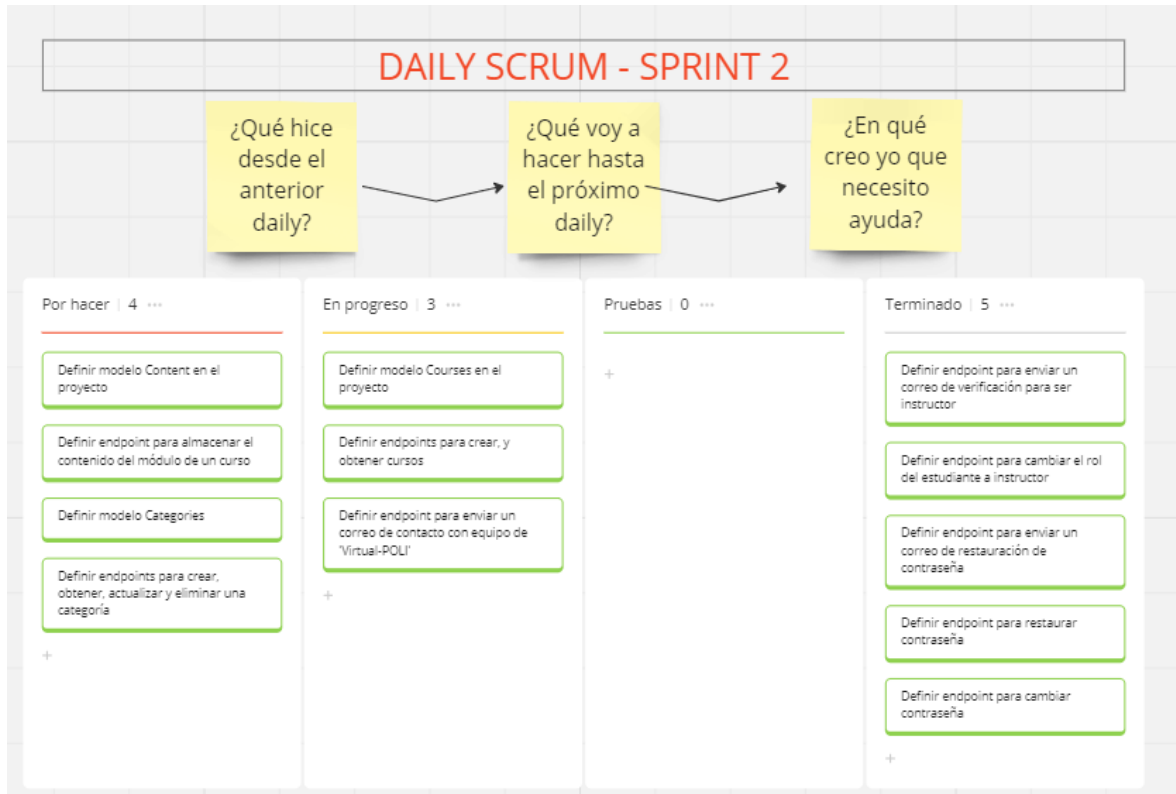 DAILY SCRUM - SPRINT 2
¿Qué hice
desde el
anterior
daily?
¿Qué voy a
hacer hasta
el próximo
daily?
¿En qué
creo yo que
necesito
ayuda?
Por hacer | 4 ···
Definir modelo Content en el
proyecto
Definir endpoint para almacenar el
contenido del módulo de un curso
Definir modelo Categories
Definir endpoints para crear,
obtener, actualizar y eliminar una
categoría
+
En progreso | 3 ···
Definir modelo Courses en el
proyecto
Definir endpoints para crear, y
obtener cursos
Definir endpoint para enviar un
correo de contacto con equipo de
'Virtual-POLI'
+
Pruebas | 0 ···
+
Terminado | 5 ···
Definir endpoint para enviar un
correo de verificación para ser
instructor
Definir endpoint para cambiar el rol
del estudiante a instructor
Definir endpoint para enviar un
correo de restauración de
contraseña
Definir endpoint para restaurar
contraseña
Definir endpoint para cambiar
contraseña
+